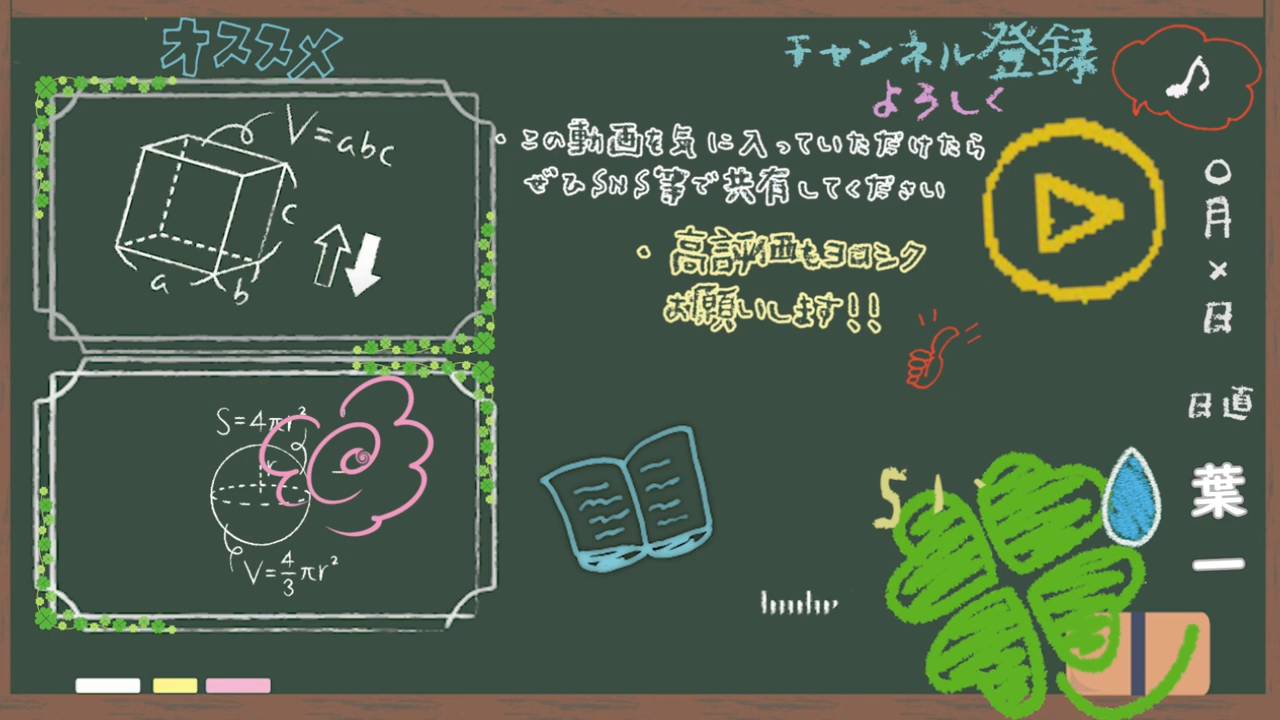 オススメ
V=abc
a
b
c
S=4πr²
r
V=4/3πr²
チャンネル登録
よろしく
・この動画を気に入っていただけたら
ぜひSNS等で共有してください
・高評価もヨロシク
お願いします!!
〇月×日
日直
葉一